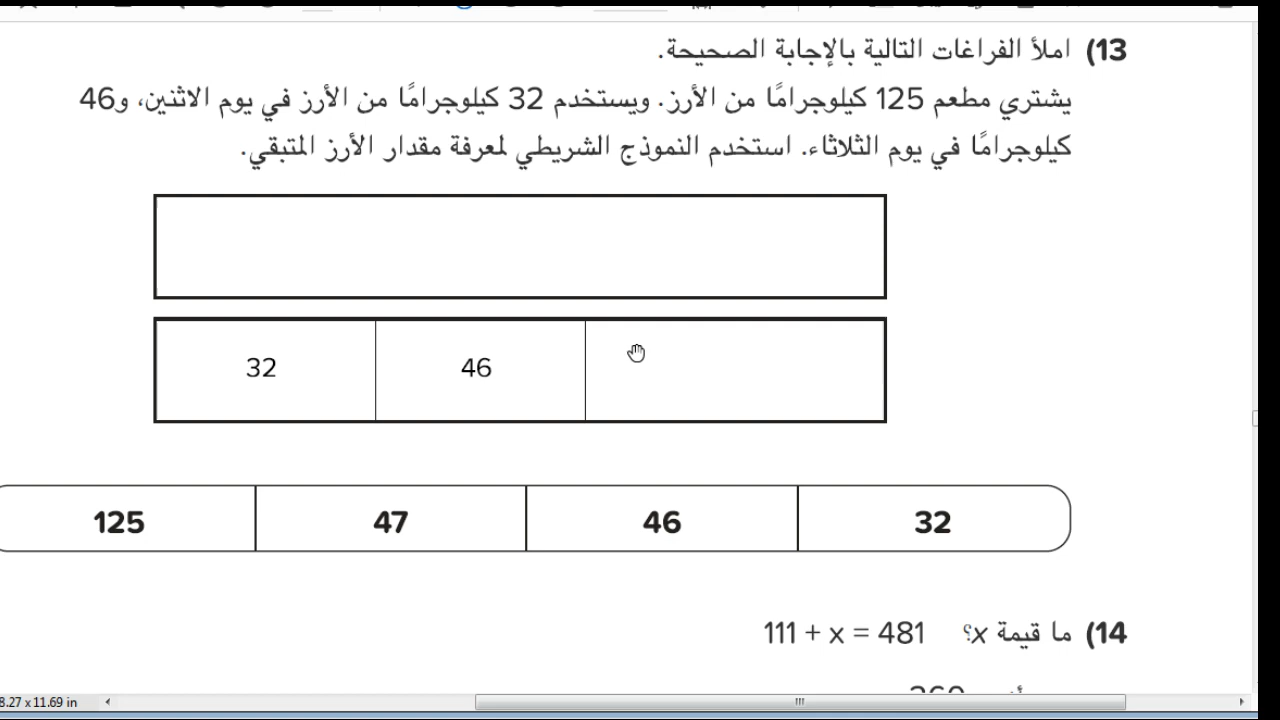 13) املأ الفراغات التالية بالإجابة الصحيحة.
يشتري مطعم 125 كيلوجرامًا من الأرز. ويستخدم 32 كيلوجرامًا من الأرز في يوم الاثنين، و46
كيلوجرامًا في يوم الثلاثاء. استخدم النموذج الشريطي لمعرفة مقدار الأرز المتبقي.
32 46
125 47 46 32
14) ما قيمة x؟ 111 + x = 481
8.27 x 11.69 in